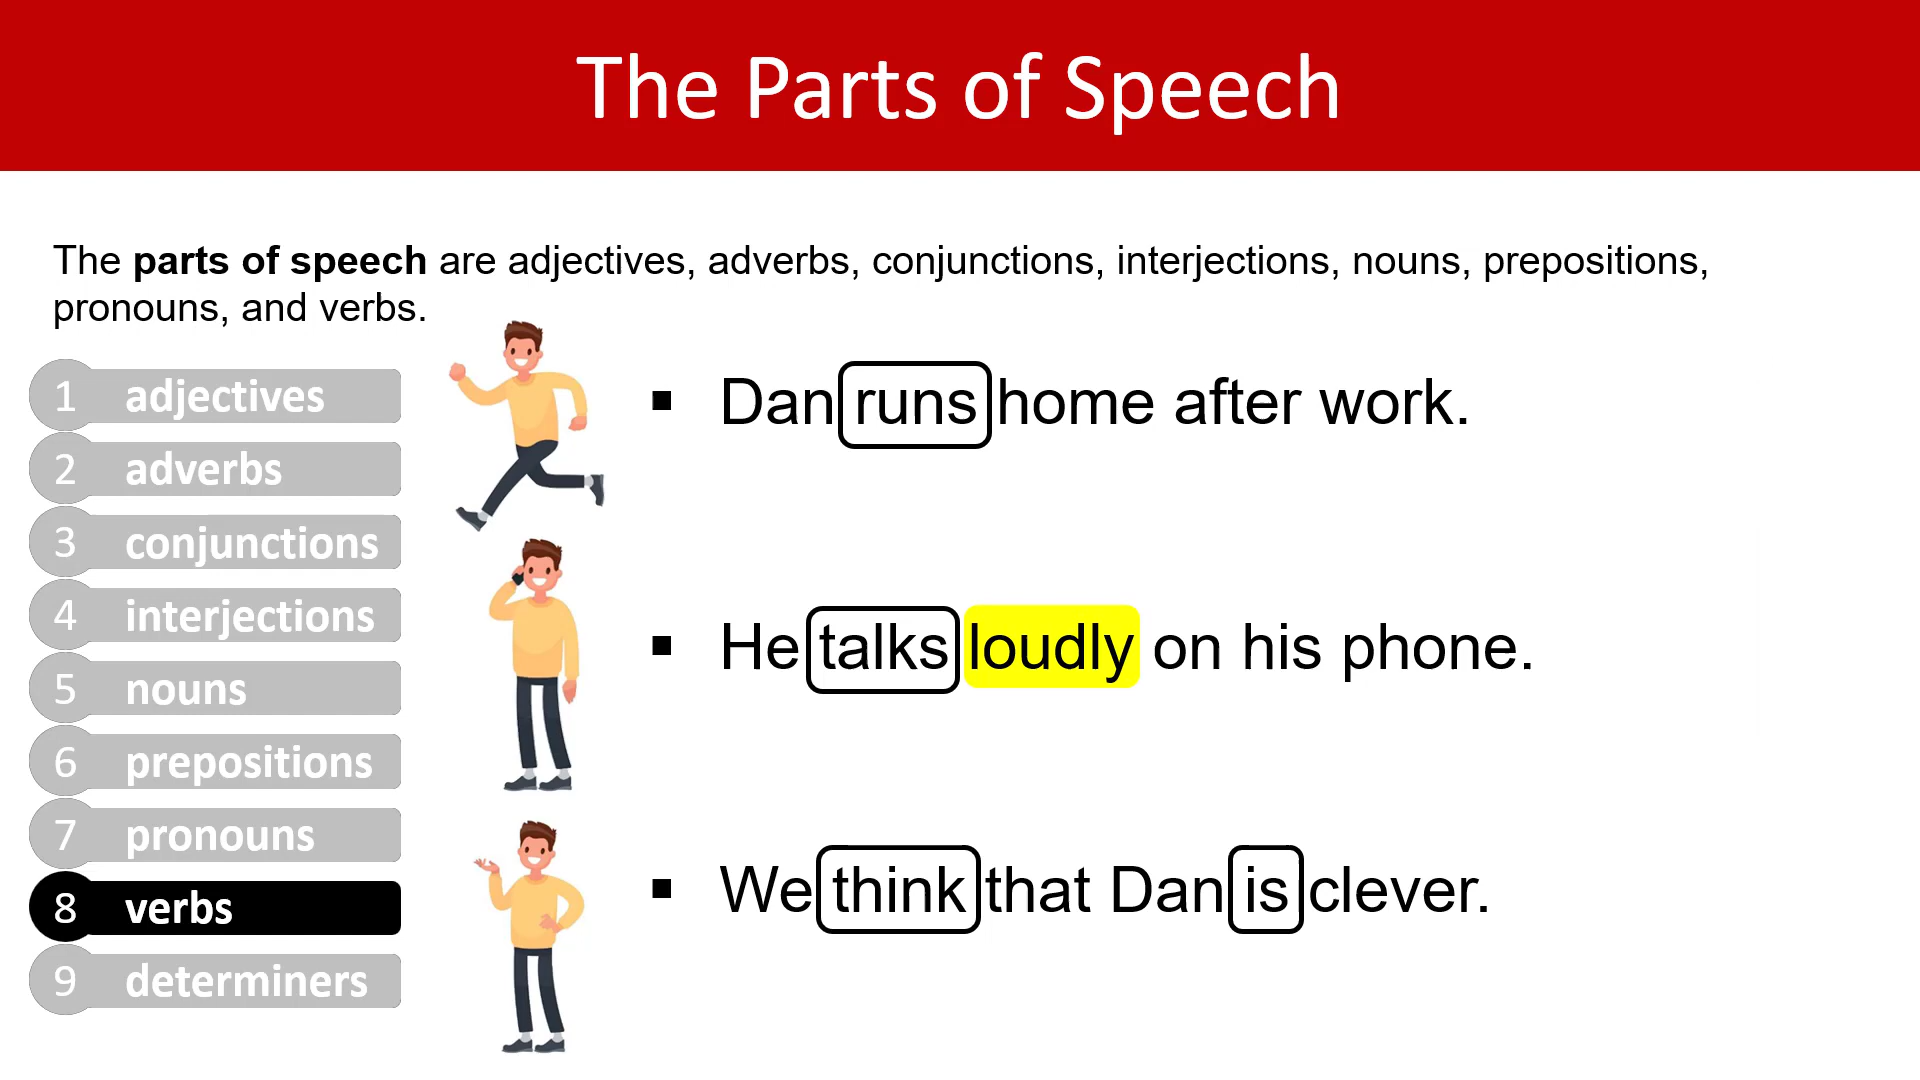 The Parts of Speech
The parts of speech are adjectives, adverbs, conjunctions, interjections, nouns, prepositions,
pronouns, and verbs.
1 adjectives
2 adverbs
3 conjunctions
4 interjections
5 nouns
6 prepositions
7 pronouns
8 verbs
9 determiners
▪ Dan runs home after work.
▪ He talks loudly on his phone.
▪ We think that Dan is clever.